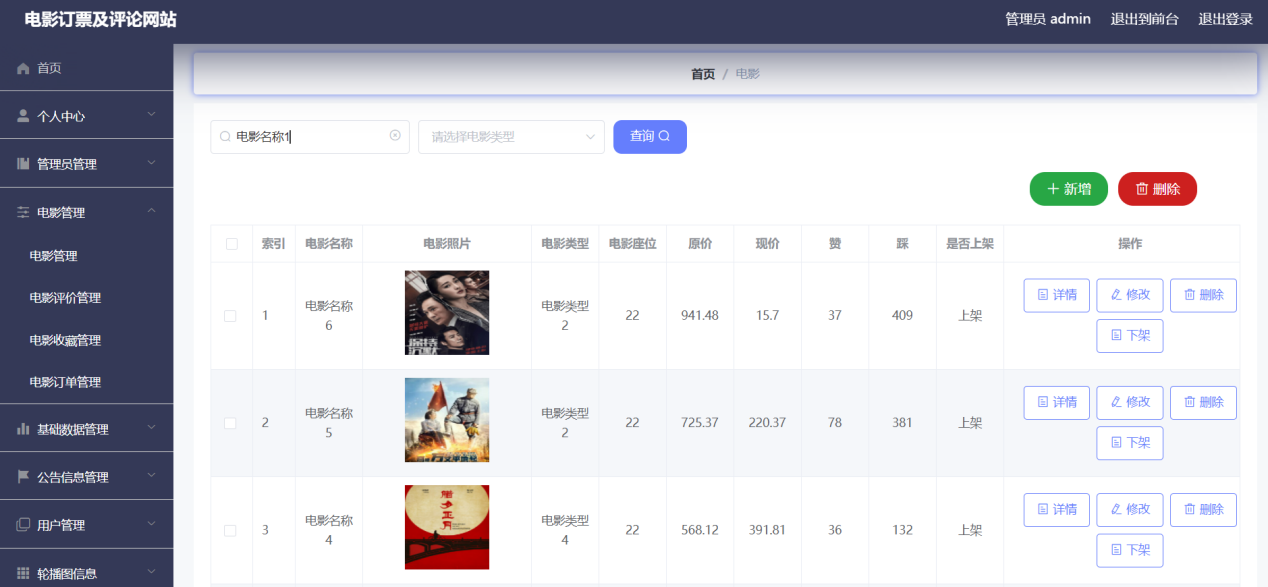 电影订票及评论网站
管理员 admin 退出到前台 退出登录
首页
个人中心
管理员管理
电影管理
电影管理
电影评价管理
电影收藏管理
电影订单管理
基础数据管理
公告信息管理
用户管理
轮播图信息
首页 / 电影
电影名称1 请选择电影类型 查询
新增 删除
索引 电影名称 电影照片 电影类型 电影座位 原价 现价 赞 踩 是否上架 操作
1 电影名称6 保持沉默 电影类型2 22 941.48 15.7 37 409 上架 详情 修改 删除
下架
2 电影名称5 电影类型2 22 725.37 220.37 78 381 上架 详情 修改 删除
下架
3 电影名称4 腊月正月 电影类型4 22 568.12 391.81 36 132 上架 详情 修改 删除
下架